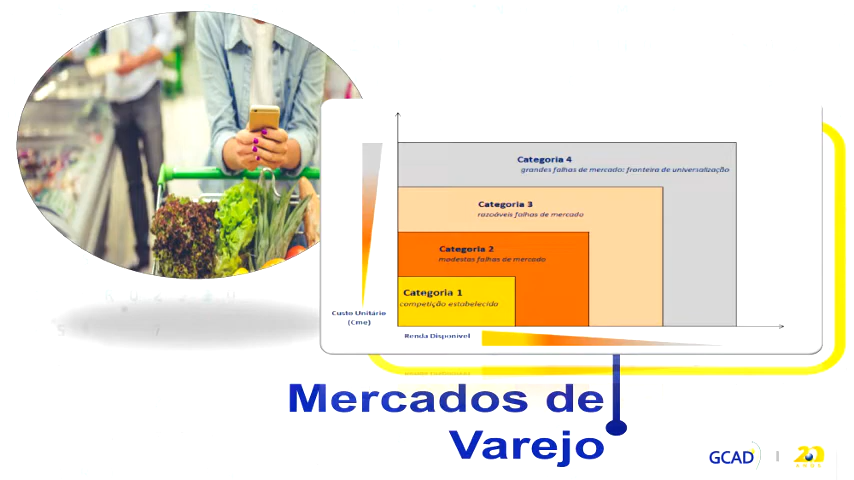 Categoria 4
grandes falhas de mercado: fronteira de universalização
Categoria 3
razoáveis falhas de mercado
Categoria 2
modestas falhas de mercado
Categoria 1
competição estabelecida
Custo Unitário
(Cme)
Renda Disponível
Mercados de
Varejo
GCAD
20
ANOS